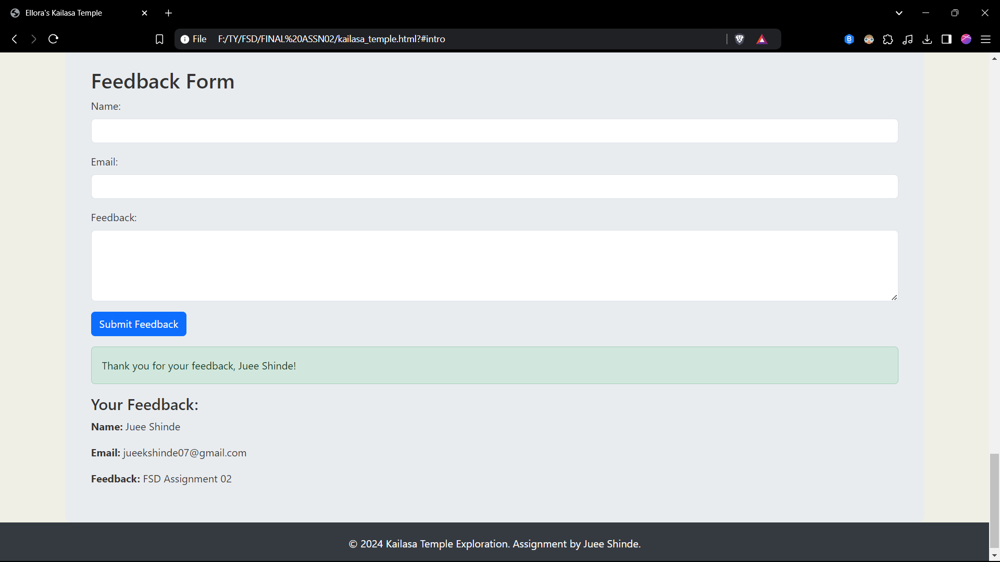 Ellora's Kailasa Temple
File F:/TY/FSD/FINAL%20ASSN02/kailasa_temple.html?#intro
Feedback Form
Name:
Email:
Feedback:
Submit Feedback
Thank you for your feedback, Juee Shinde!
Your Feedback:
Name: Juee Shinde
Email: jueekshinde07@gmail.com
Feedback: FSD Assignment 02
© 2024 Kailasa Temple Exploration. Assignment by Juee Shinde.